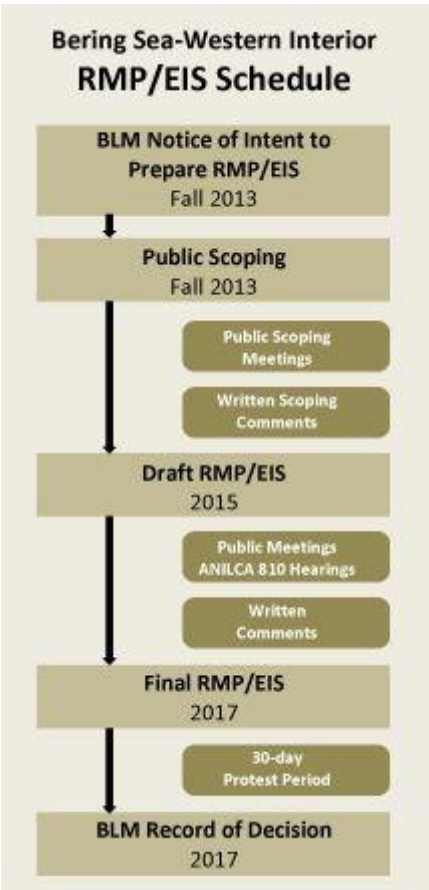 Bering Sea-Western Interior
RMP/EIS Schedule
BLM Notice of Intent to
Prepare RMP/EIS
Fall 2013
Public Scoping
Fall 2013
Public Scoping
Meetings
Written Scoping
Comments
Draft RMP/EIS
2015
Public Meetings
ANILCA 810 Hearings
Written
Comments
Final RMP/EIS
2017
30-day
Protest Period
BLM Record of Decision
2017